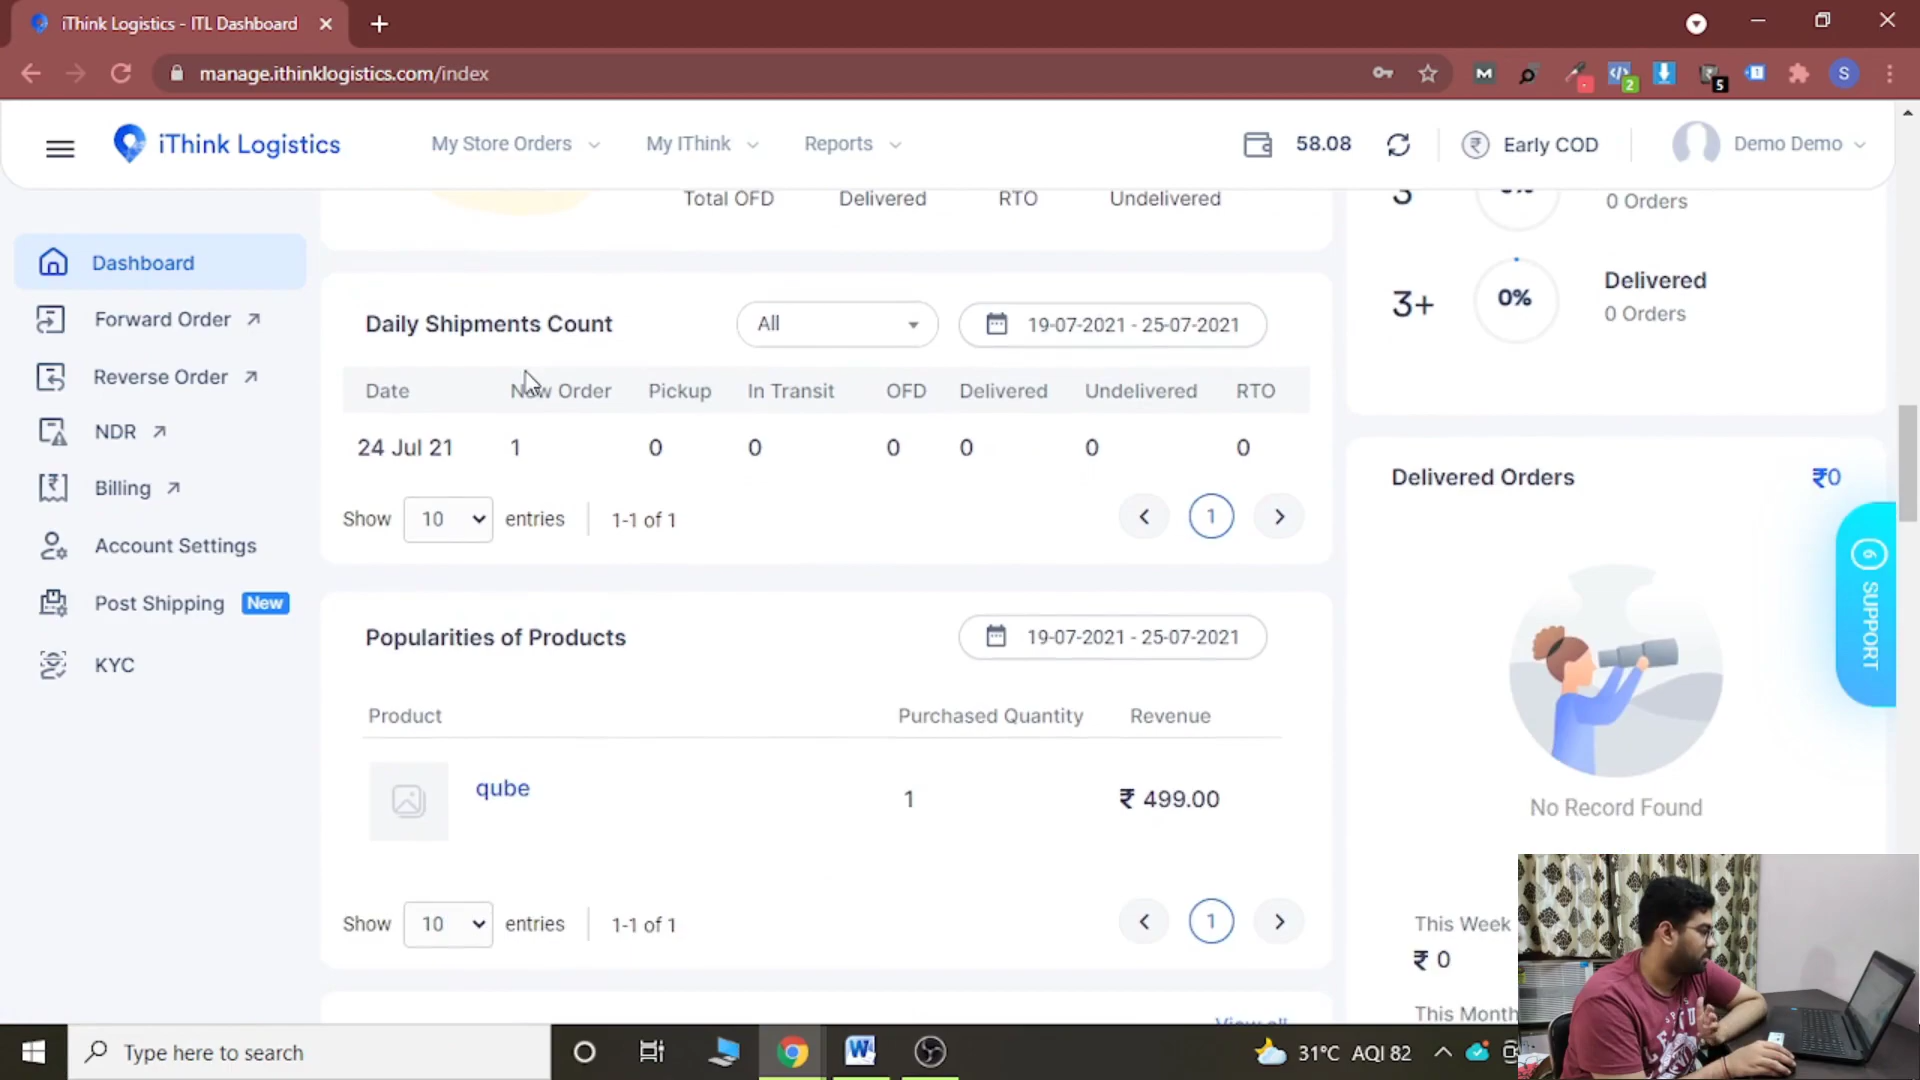 iThink Logistics - ITL Dashboard
manage.ithinklogistics.com/index
M
2
5
S
iThink Logistics
My Store Orders
My IThink
Reports
58.08
Early COD
Demo Demo
Dashboard
Forward Order
Reverse Order
NDR
Billing
Account Settings
Post Shipping New
KYC
Total OFD Delivered RTO Undelivered
3 0% 0 Orders
3+ 0% Delivered
0 Orders
Daily Shipments Count All 19-07-2021 - 25-07-2021
Date New Order Pickup In Transit OFD Delivered Undelivered RTO
24 Jul 21 1 0 0 0 0 0 0
Show 10 entries 1-1 of 1 1
Popularities of Products 19-07-2021 - 25-07-2021
Product Purchased Quantity Revenue
qube 1 ₹ 499.00
Show 10 entries 1-1 of 1 1
View all
Delivered Orders ₹0
No Record Found
This Week
₹ 0
This Month
SUPPORT
Type here to search
31°C AQI 82